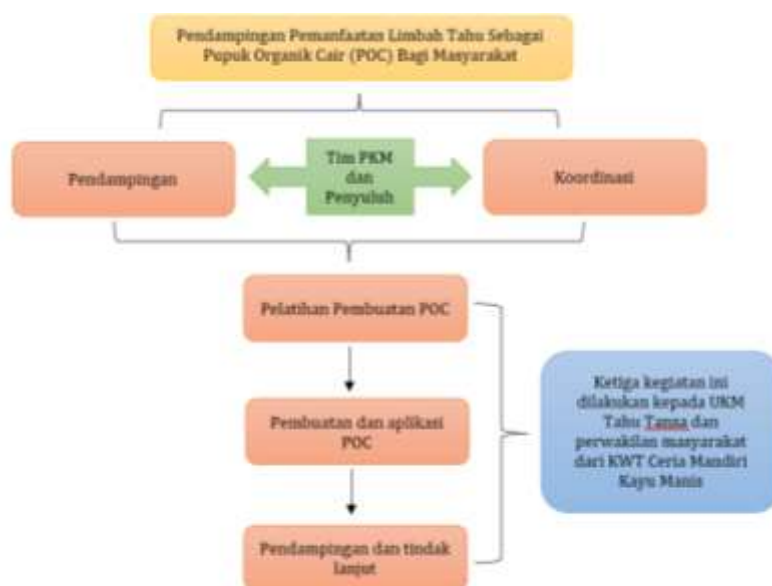 Pendampingan Pemanfaatan Limbah Tahu Sebagai
Pupuk Organik Cair (POC) Bagi Masyarakat
Pendampingan
Tim PKM
dan
Penyuluh
Koordinasi
Pelatihan Pembuatan POC
Pembuatan dan aplikasi
POC
Pendampingan dan tindak
lanjut
Ketiga kegiatan ini
dilakukan kepada UKM
Tahu Tanna dan
perwakilan masyarakat
dari KWT Ceria Mandiri
Kayu Manis